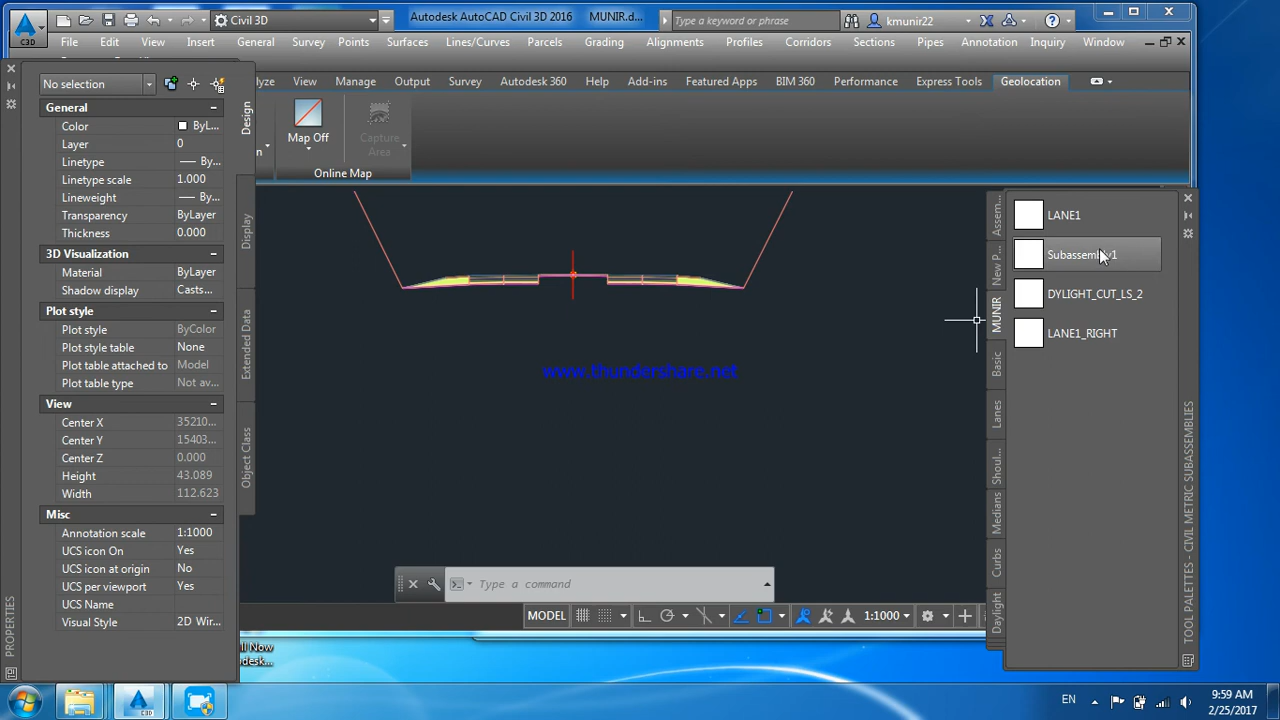 C3D
Civil 3D
Autodesk AutoCAD Civil 3D 2016
MUNIR.d...
Type a keyword or phrase
kmunir22
File Edit View Insert General Survey Points Surfaces Lines/Curves Parcels Grading Alignments Profiles Corridors Sections Pipes Annotation Inquiry Window
View Manage Output Survey Autodesk 360 Help Add-ins Featured Apps BIM 360 Performance Express Tools Geolocation
Map Off
Capture
Area
Online Map
No selection
General
Color ByL...
Layer 0
Linetype By...
Linetype scale 1.000
Lineweight By...
Transparency ByLayer
Thickness 0.000
3D Visualization
Material ByLayer
Shadow display Casts...
Plot style
Plot style ByColor
Plot style table None
Plot table attached to Model
Plot table type Not av...
View
Center X 35210...
Center Y 15403...
Center Z 0.000
Height 43.089
Width 112.623
Misc
Annotation scale 1:1000
UCS icon On Yes
UCS icon at origin No
UCS per viewport Yes
UCS Name
Visual Style 2D Wir...
PROPERTIES
Design
Display
Extended Data
Object Class
www.thundershare.net
Type a command
MODEL
1:1000
Assem...
New P...
MUNIR
Basic
Lanes
Shoul...
Medians
Curbs
Daylight
LANE1
Subassembly1
DYLIGHT_CUT_LS_2
LANE1_RIGHT
TOOL PALETTES - CIVIL METRIC SUBASSEMBLIES
EN
9:59 AM
2/25/2017